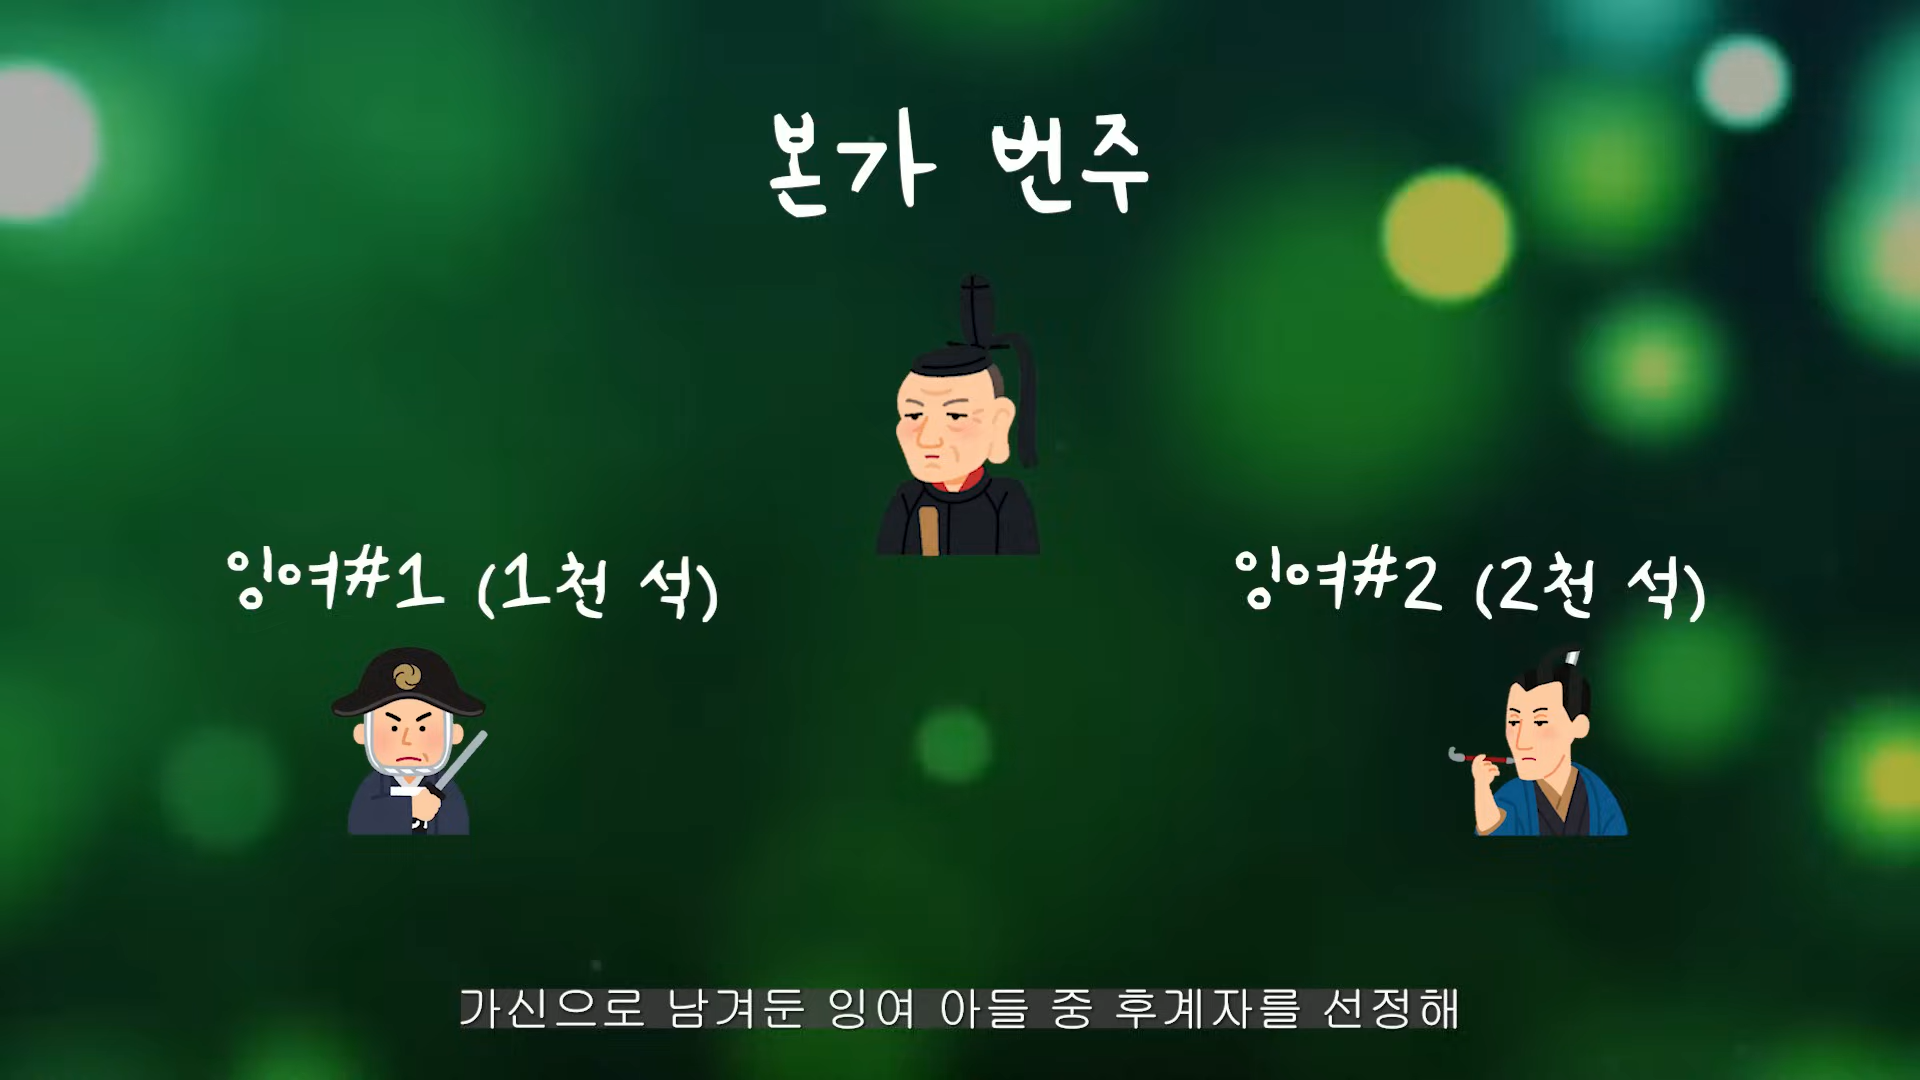 본가 번주
잉여#1 (1천 석)
잉여#2 (2천 석)
가신으로 남겨둔 잉여 아들 중 후계자를 선정해